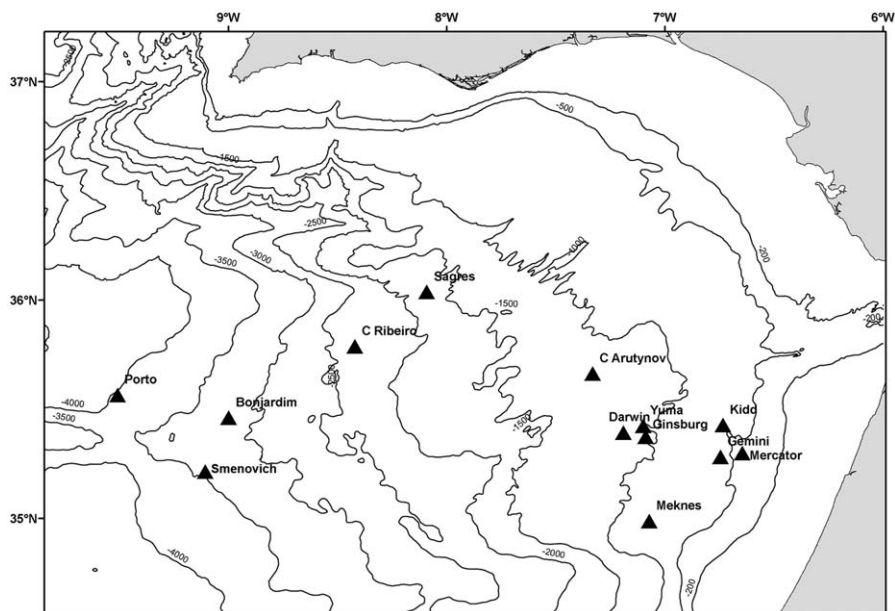 9°W 8°W 7°W 6°W
37°N
-500
-1500
-2500
-3000
-3500
-1000
-200
36°N
Sagres
-1500
-200
C Ribeiro
C Arutynov
Porto
-4000
-3500
Bonjardim
Yuma
Darwin
Ginsburg
Kidd
-1500
Gemini
Mercator
Smenovich
35°N
Meknes
-4000
-2000
-200